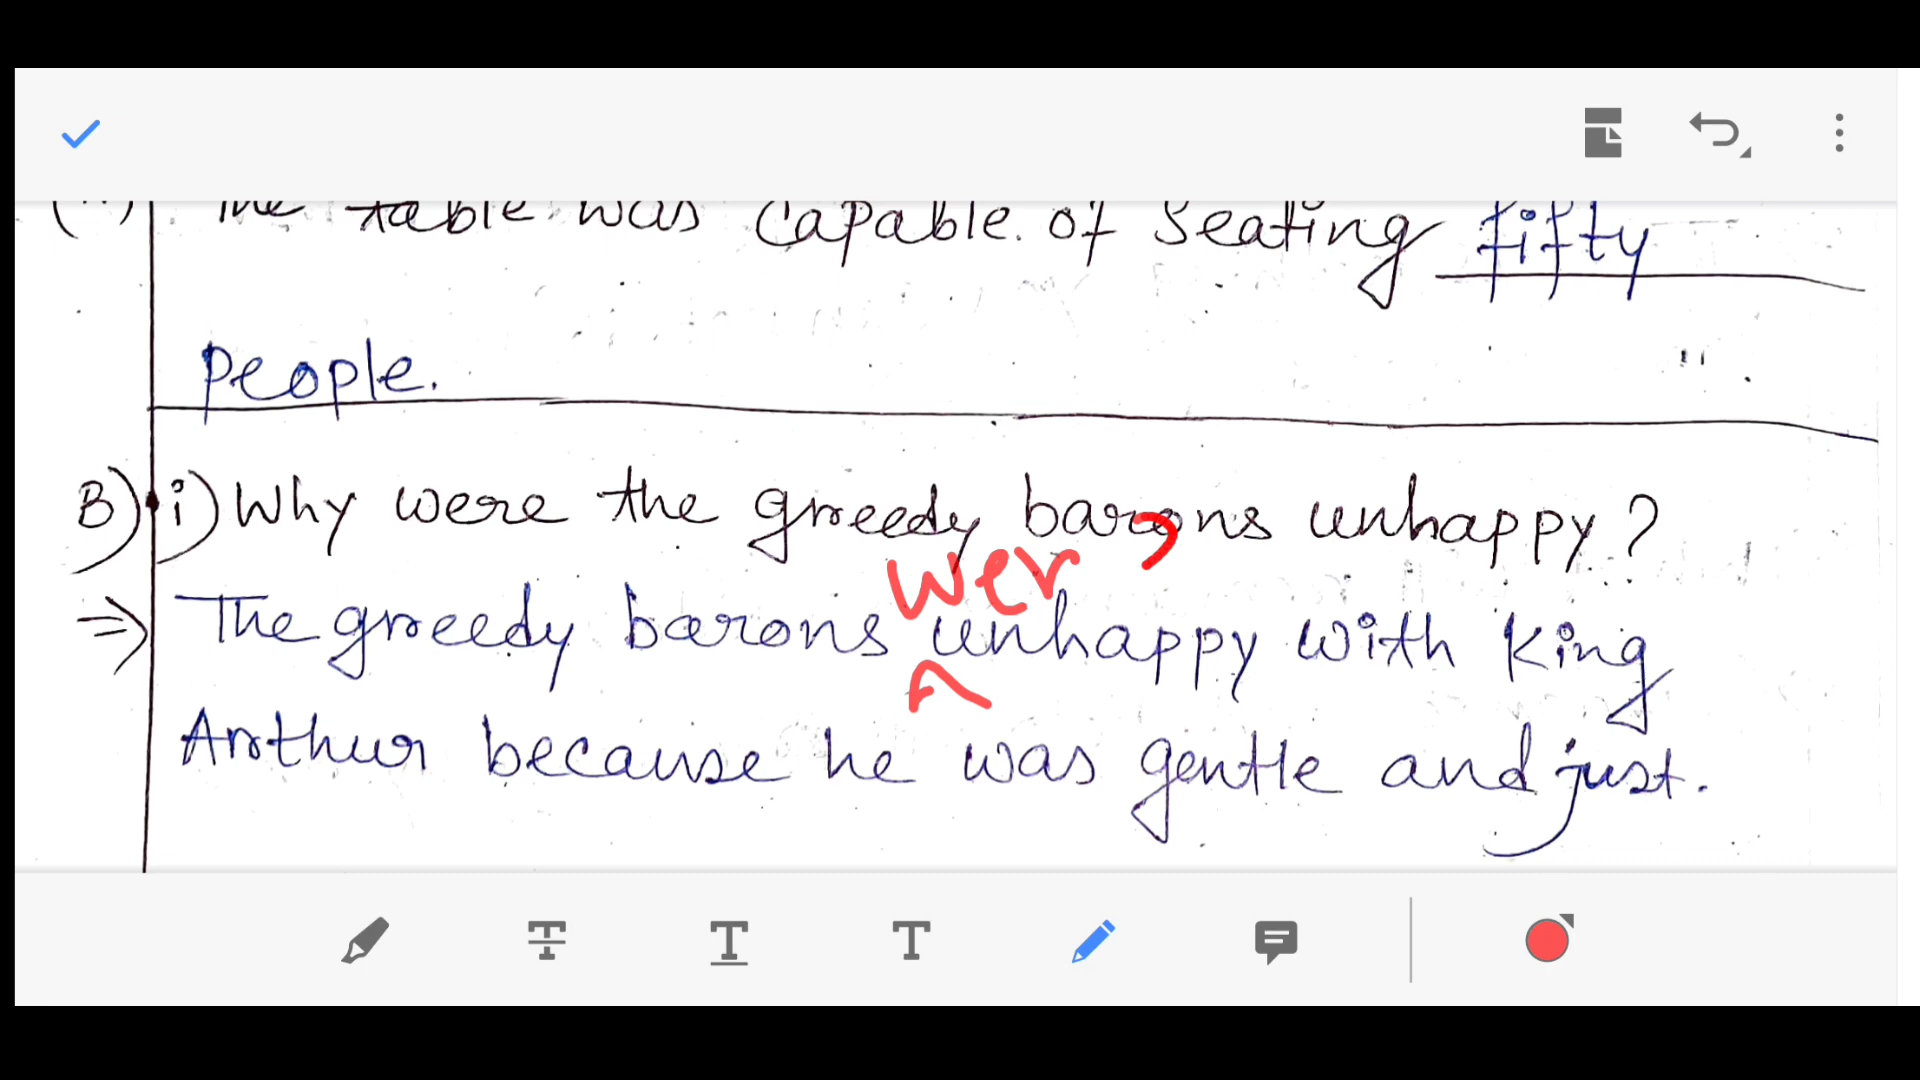 (ii) The table was capable of seating fifty
people.
B) i) Why were the greedy barons unhappy?
wer
⇒ The greedy barons unhappy with King
Arthur because he was gentle and just.